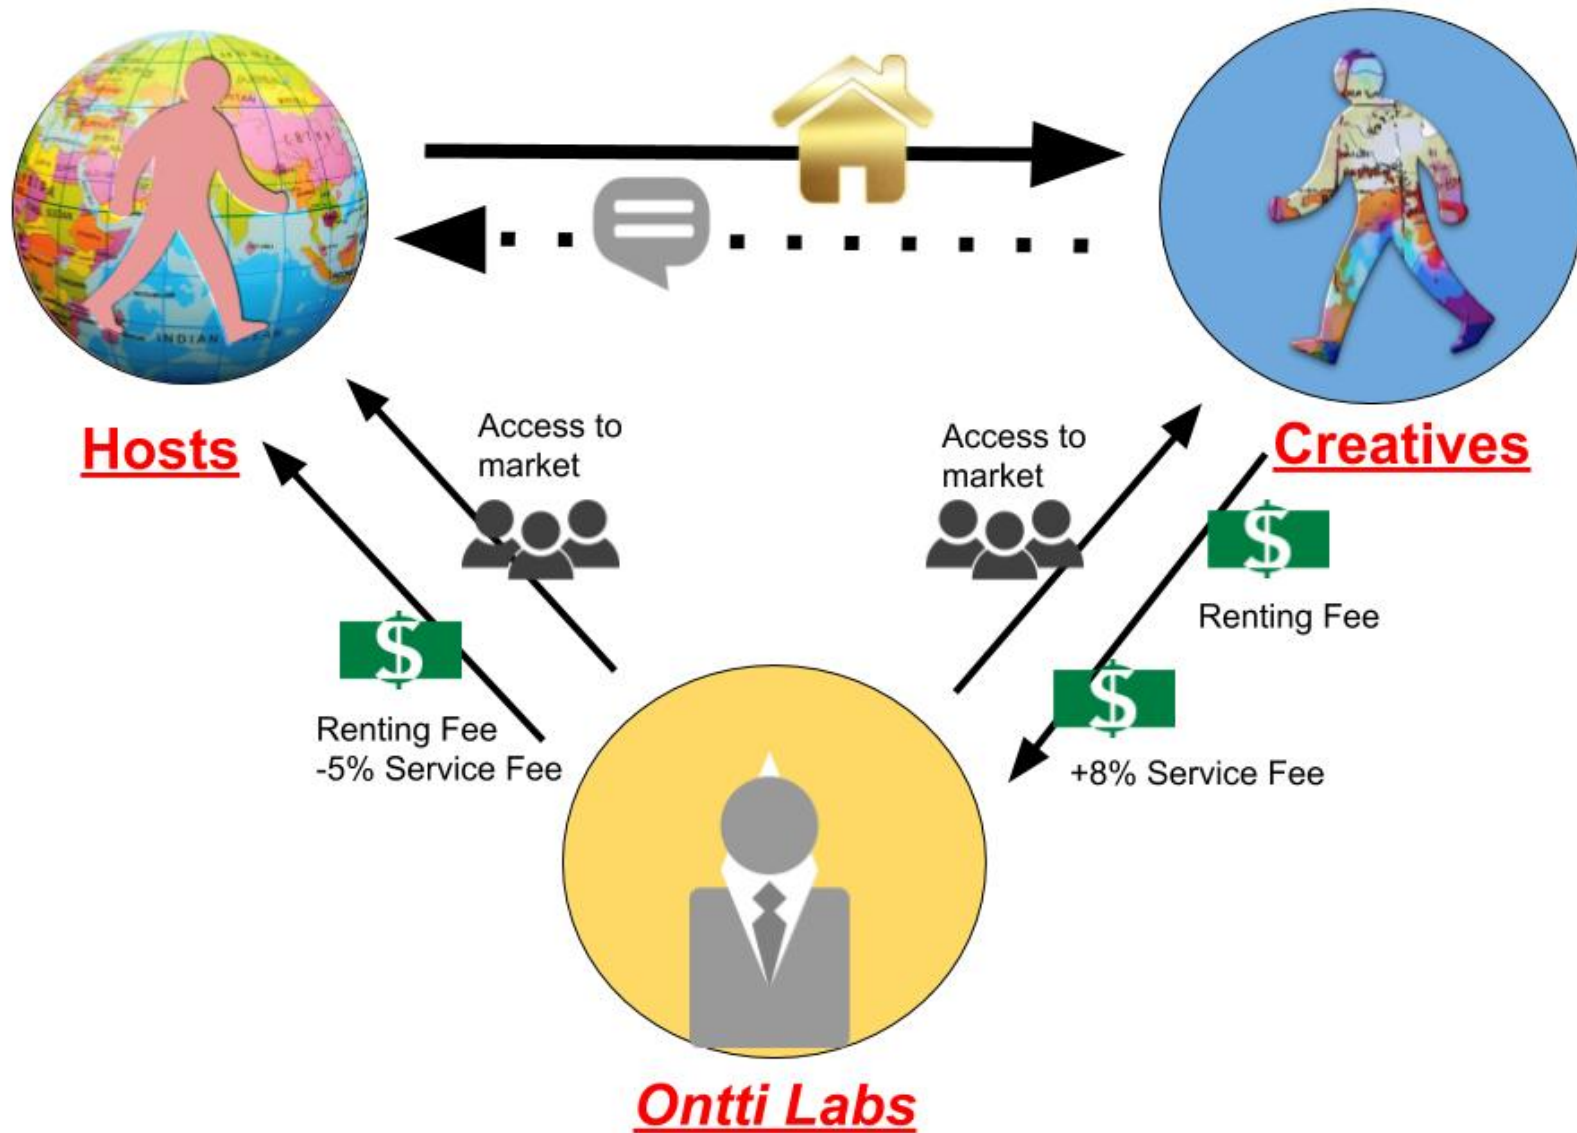 INDIAN
Hosts
Creatives
Access to
market
Access to
market
Renting Fee
Renting Fee
-5% Service Fee
+8% Service Fee
Ontti Labs